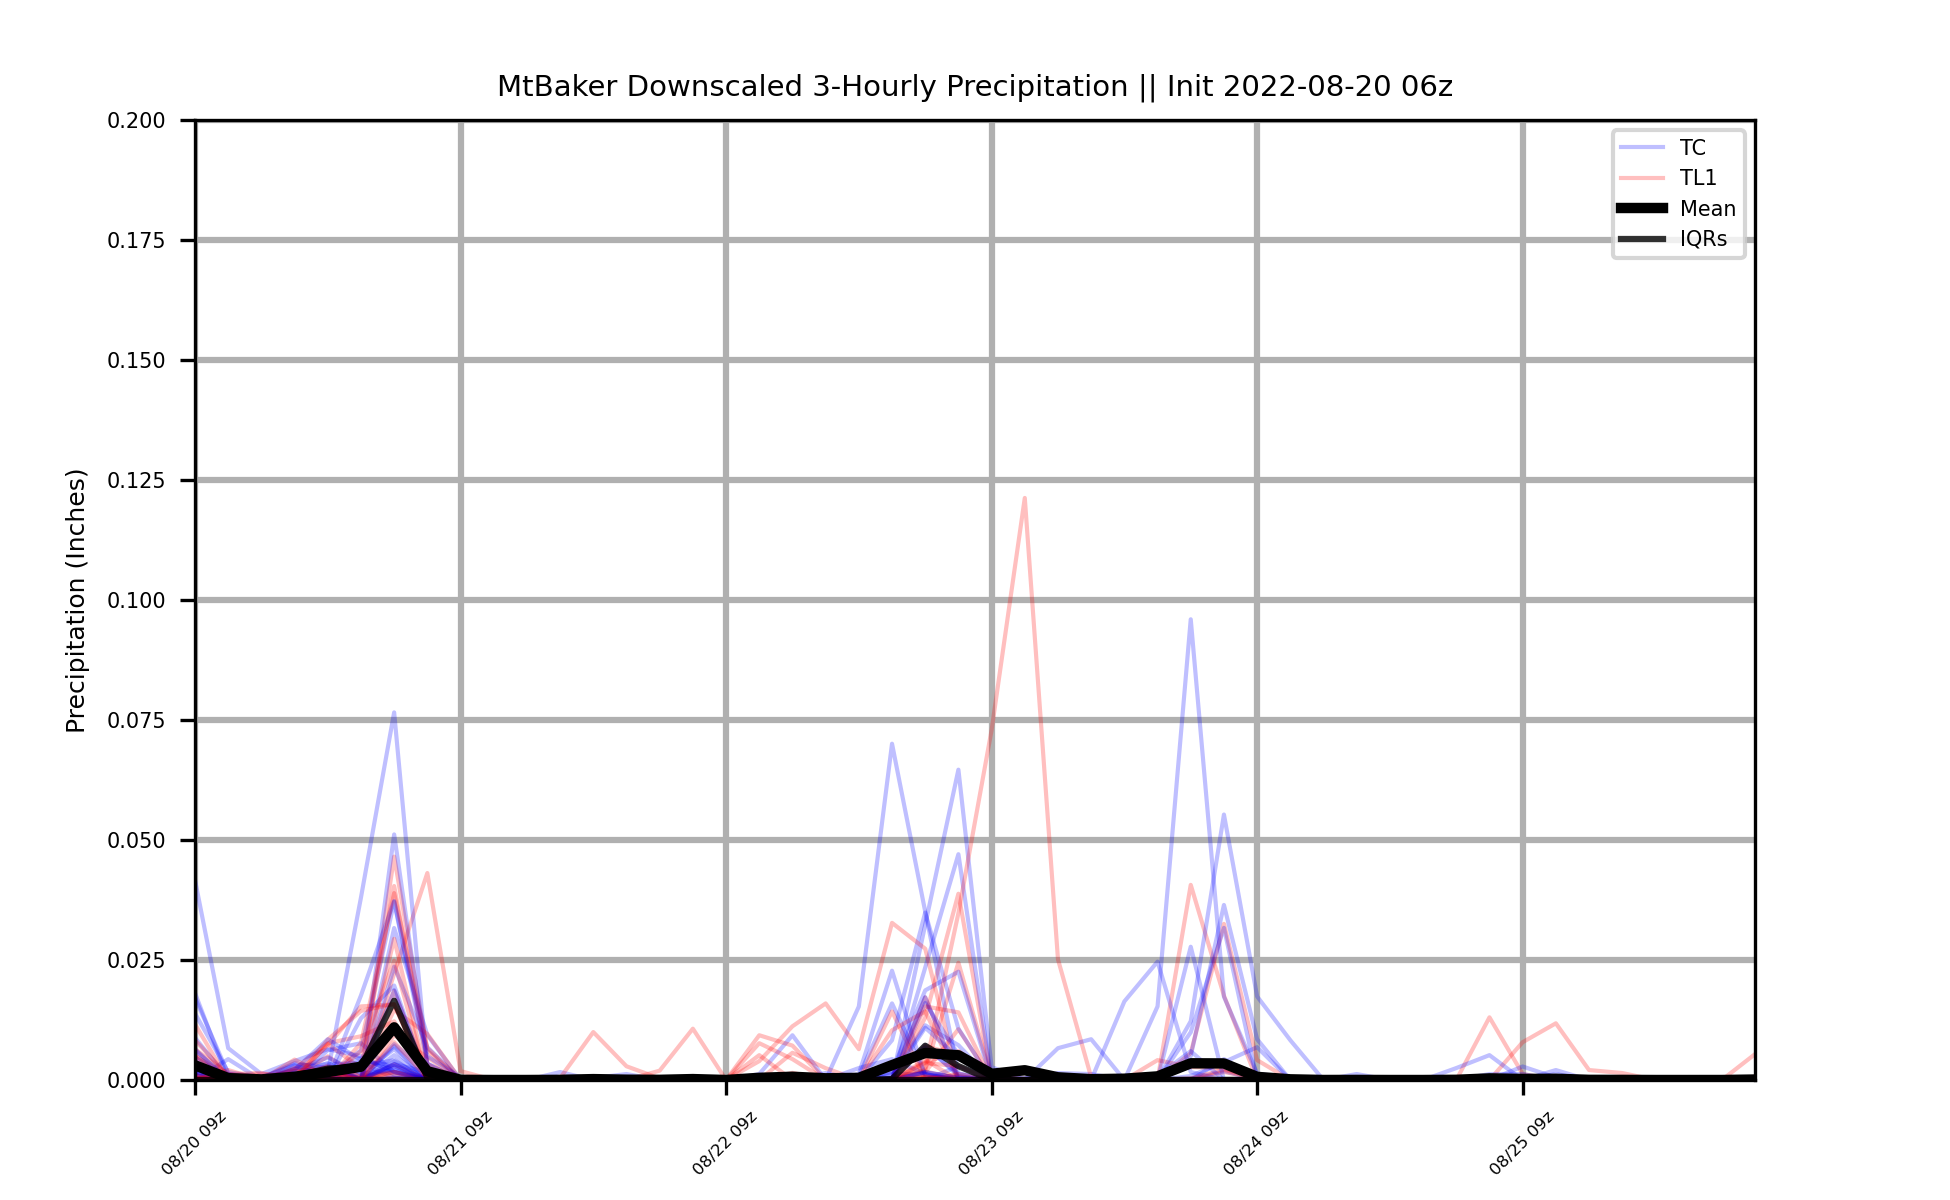 MtBaker Downscaled 3-Hourly Precipitation || Init 2022-08-20 06z
0.200
0.175
0.150
0.125
0.100
0.075
0.050
0.025
0.000
Precipitation (Inches)
TC
TL1
Mean
IQRs
08/20 09z
08/21 09z
08/22 09z
08/23 09z
08/24 09z
08/25 09z